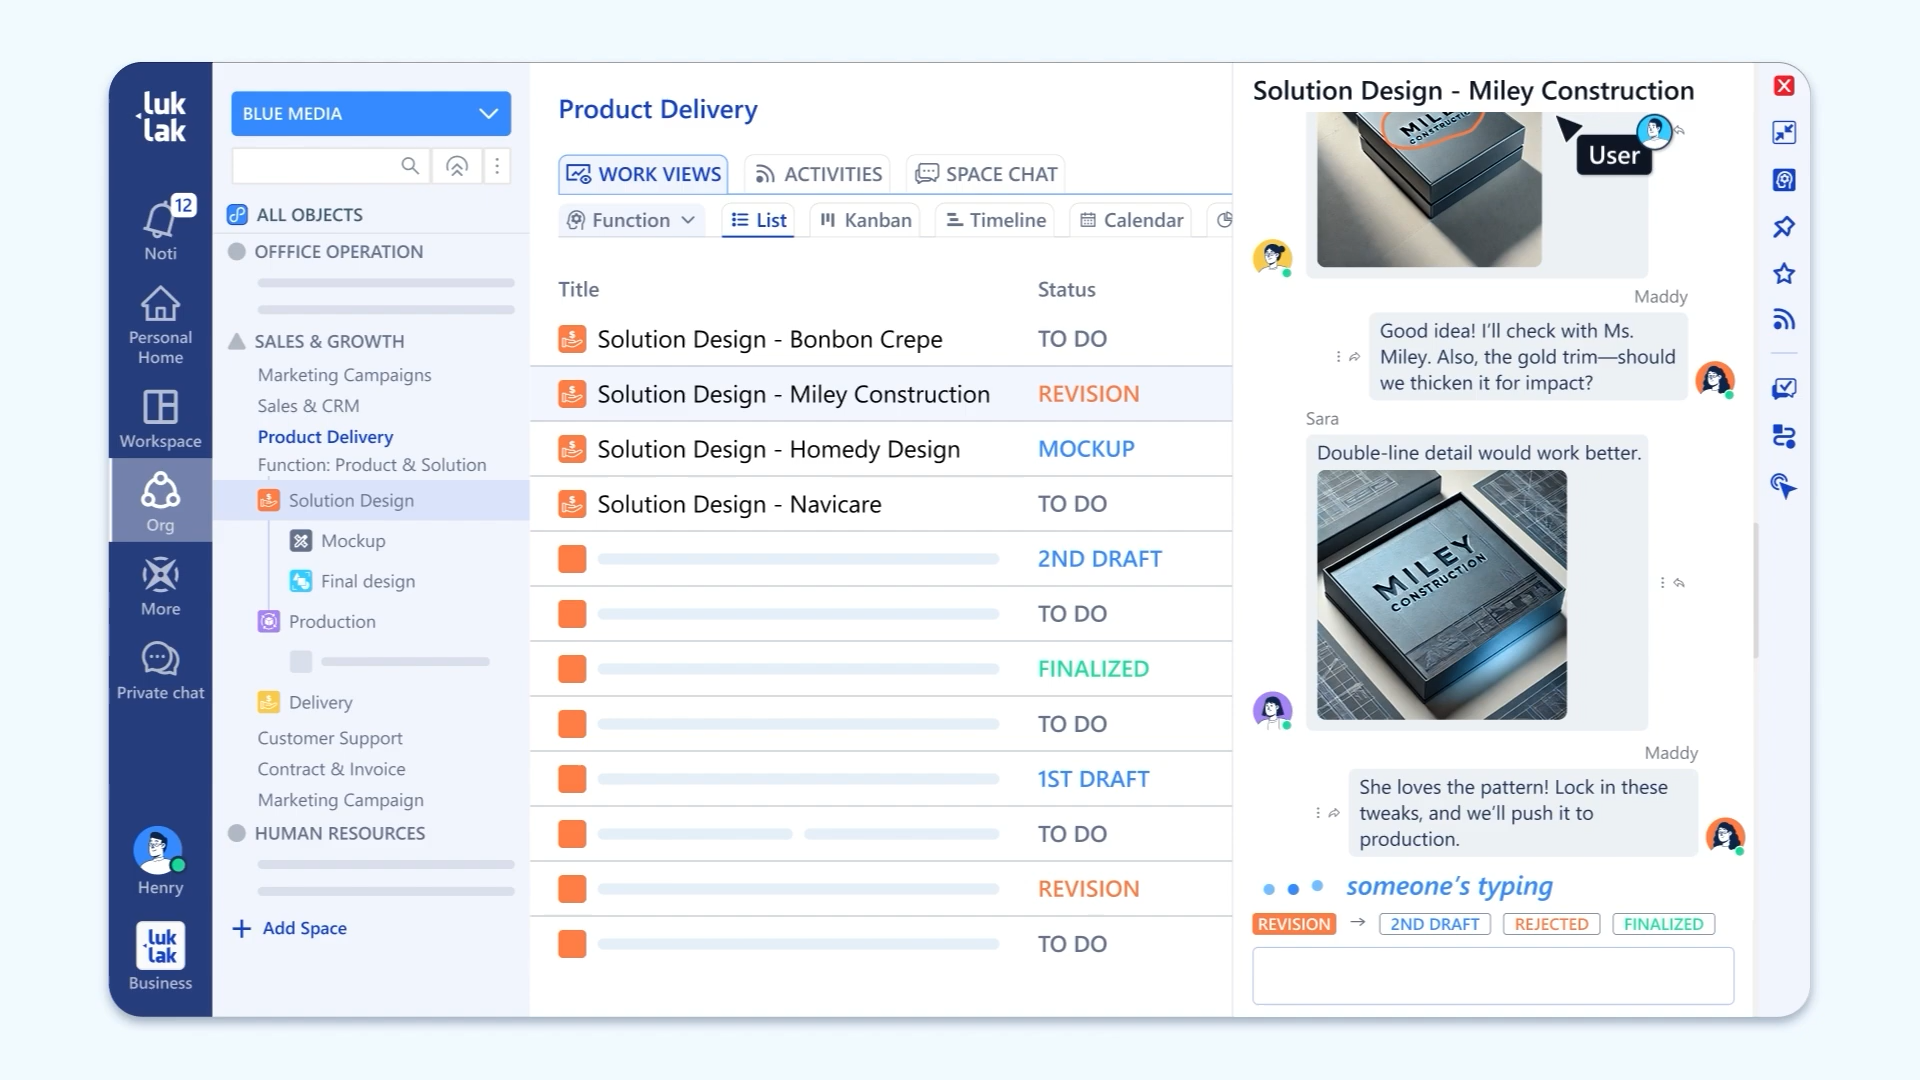 luk
lak
12
Noti
Personal
Home
Workspace
Org
More
Private chat
Henry
luk
lak
Business
BLUE MEDIA
ALL OBJECTS
OFFFICE OPERATION
SALES & GROWTH
Marketing Campaigns
Sales & CRM
Product Delivery
Function: Product & Solution
Solution Design
Mockup
Final design
Production
Delivery
Customer Support
Contract & Invoice
Marketing Campaign
HUMAN RESOURCES
Add Space
Product Delivery
WORK VIEWS
ACTIVITIES
SPACE CHAT
Function
List
Kanban
Timeline
Calendar
Title
Status
Solution Design - Bonbon Crepe
TO DO
Solution Design - Miley Construction
REVISION
Solution Design - Homedy Design
MOCKUP
Solution Design - Navicare
TO DO
2ND DRAFT
TO DO
FINALIZED
TO DO
1ST DRAFT
TO DO
REVISION
TO DO
Solution Design - Miley Construction
MILEY
CONSTRUCTION
User
Maddy
Good idea! I'll check with Ms.
Miley. Also, the gold trim—should
we thicken it for impact?
Sara
Double-line detail would work better.
MILEY
CONSTRUCTION
Maddy
She loves the pattern! Lock in these
tweaks, and we'll push it to
production.
someone's typing
REVISION
2ND DRAFT
REJECTED
FINALIZED